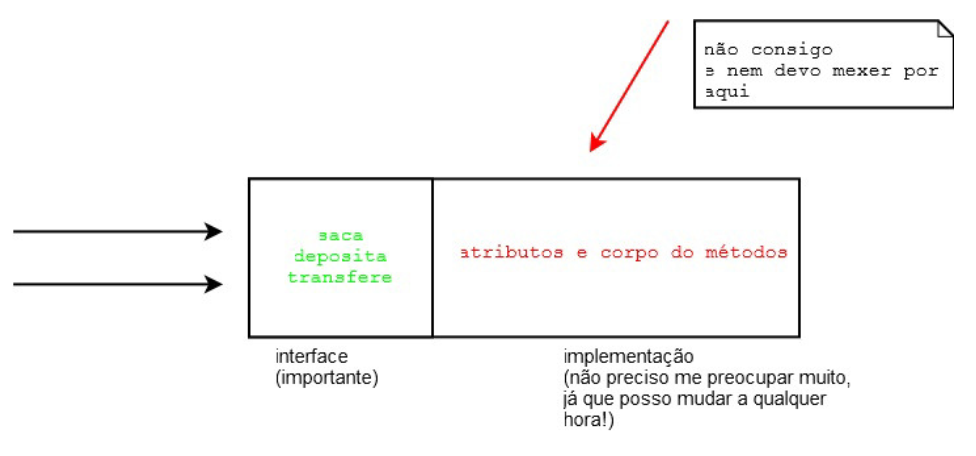 não consigo
e nem devo mexer por
aqui
saca
deposita
transfere
atributos e corpo do métodos
interface
(importante)
implementação
(não preciso me preocupar muito,
já que posso mudar a qualquer
hora!)